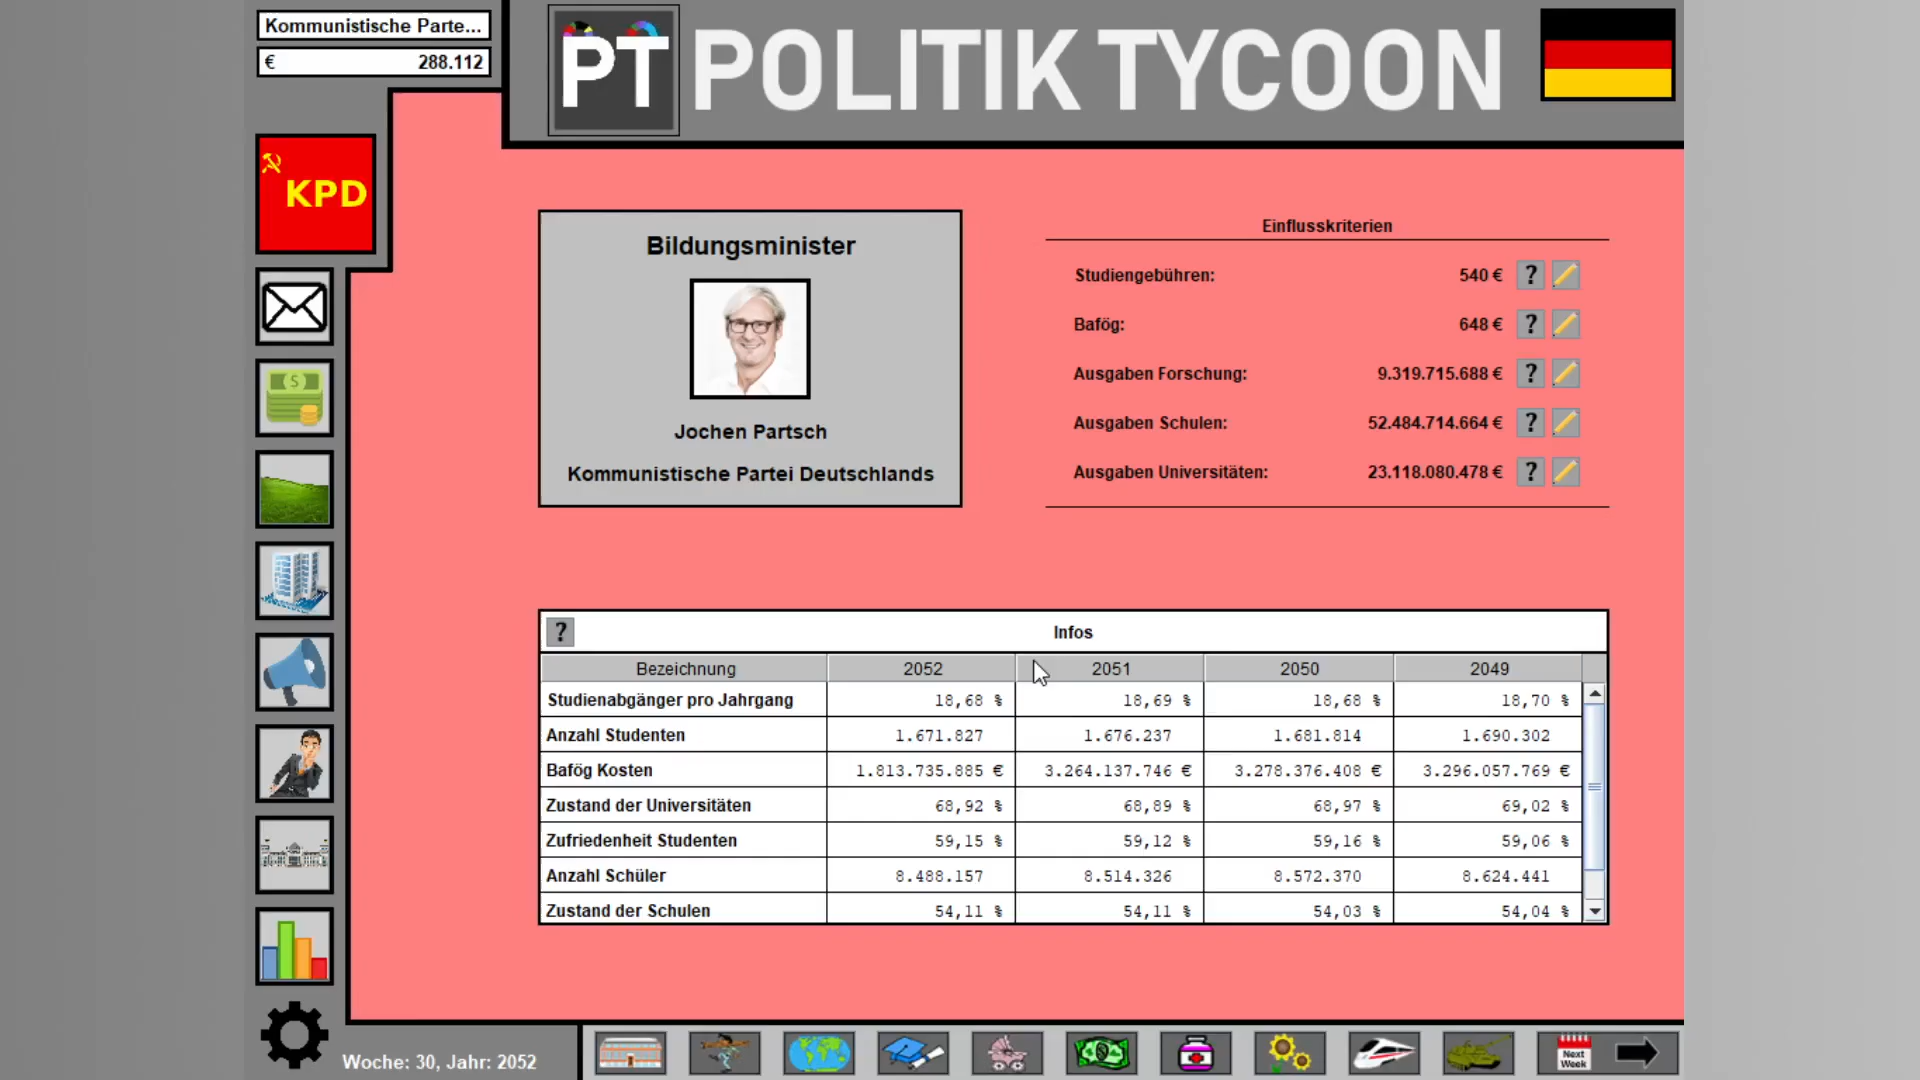 Kommunistische Parte...
€ 288.112
PT POLITIK TYCOON
KPD
Bildungsminister
Jochen Partsch
Kommunistische Partei Deutschlands
Einflusskriterien
Studiengebühren: 540 € ?
Bafög: 648 € ?
Ausgaben Forschung: 9.319.715.688 € ?
Ausgaben Schulen: 52.484.714.664 € ?
Ausgaben Universitäten: 23.118.080.478 € ?
? Infos
Bezeichnung 2052 2051 2050 2049
Studienabgänger pro Jahrgang 18,68 % 18,69 % 18,68 % 18,70 %
Anzahl Studenten 1.671.827 1.676.237 1.681.814 1.690.302
Bafög Kosten 1.813.735.885 € 3.264.137.746 € 3.278.376.408 € 3.296.057.769 €
Zustand der Universitäten 68,92 % 68,89 % 68,97 % 69,02 %
Zufriedenheit Studenten 59,15 % 59,12 % 59,16 % 59,06 %
Anzahl Schüler 8.488.157 8.514.326 8.572.370 8.624.441
Zustand der Schulen 54,11 % 54,11 % 54,03 % 54,04 %
Woche: 30, Jahr: 2052
Next
Week